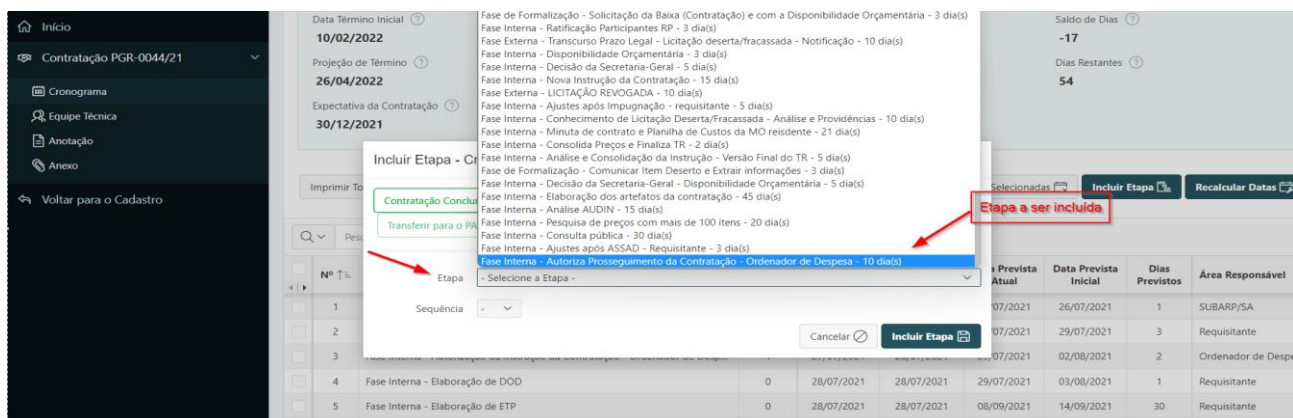 Início
Contratação PGR-0044/21
Cronograma
Equipe Técnica
Anotação
Anexo
Voltar para o Cadastro
Data Término Inicial
10/02/2022
Projeção de Término
26/04/2022
Expectativa da Contratação
30/12/2021
Saldo de Dias
-17
Dias Restantes
54
Fase de Formalização - Solicitação da Baixa (Contratação) e com a Disponibilidade Orçamentária - 3 dia(s)
Fase Interna - Ratificação Participantes RP - 3 dia(s)
Fase Externa - Transcurso Prazo Legal - Licitação deserta/fracassada - Notificação - 10 dia(s)
Fase Interna - Disponibilidade Orçamentária - 3 dia(s)
Fase Interna - Decisão da Secretaria-Geral - 5 dia(s)
Fase Interna - Nova Instrução da Contratação - 15 dia(s)
Fase Externa - LICITAÇÃO REVOGADA - 10 dia(s)
Fase Interna - Ajustes após Impugnação - requisitante - 5 dia(s)
Fase Interna - Conhecimento de Licitação Deserta/Fracassada - Análise e Providências - 10 dia(s)
Fase Interna - Minuta de contrato e Planilha de Custos da MO reisdente - 21 dia(s)
Fase Interna - Consolida Preços e Finaliza TR - 2 dia(s)
Fase Interna - Análise e Consolidação da Instrução - Versão Final do TR - 5 dia(s)
Fase de Formalização - Comunicar Item Deserto e Extrair informações - 3 dia(s)
Fase Interna - Decisão da Secretaria-Geral - Disponibilidade Orçamentária - 5 dia(s)
Fase Interna - Elaboração dos artefatos da contratação - 45 dia(s)
Fase Interna - Análise AUDIN - 15 dia(s)
Fase Interna - Pesquisa de preços com mais de 100 itens - 20 dia(s)
Fase Interna - Consulta pública - 30 dia(s)
Fase Interna - Ajustes após ASSAD - Requisitante - 3 dia(s)
Fase Interna - Autoriza Prosseguimento da Contratação - Ordenador de Despesa - 10 dia(s)
Incluir Etapa - Cr
Contratação Conclu
Transferir para o PA
Etapa
- Selecione a Etapa -
Sequência
-
Cancelar
Incluir Etapa
Etapa a ser incluída
Imprimir To
Selecionadas
Incluir Etapa
Recalcular Datas
Pesq
Nº
Prevista Atual
Data Prevista Inicial
Dias Previstos
Área Responsável
1 07/2021 26/07/2021 1 SUBARP/SA
2 07/2021 29/07/2021 3 Requisitante
3 07/2021 02/08/2021 2 Ordenador de Despe
4 Fase Interna - Elaboração de DOD 0 28/07/2021 28/07/2021 29/07/2021 03/08/2021 1 Requisitante
5 Fase Interna - Elaboração de ETP 0 28/07/2021 28/07/2021 08/09/2021 14/09/2021 30 Requisitante